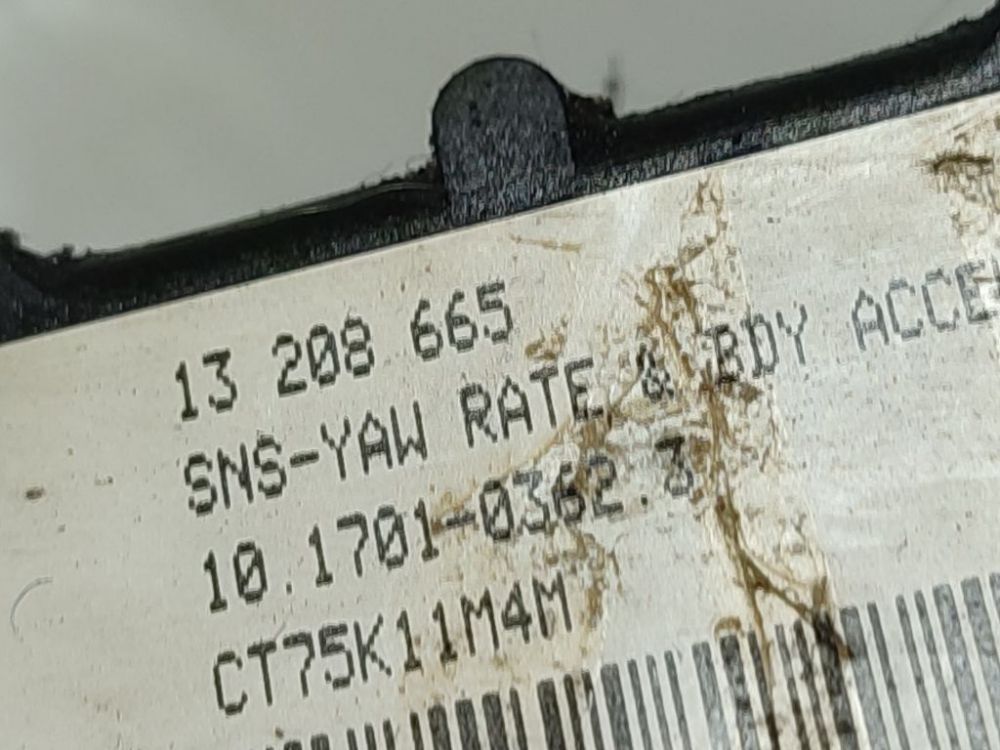 13 208 665
SNS-YAW RATE & BDY ACCE
10.1701-0362.3
CT75K11M4M